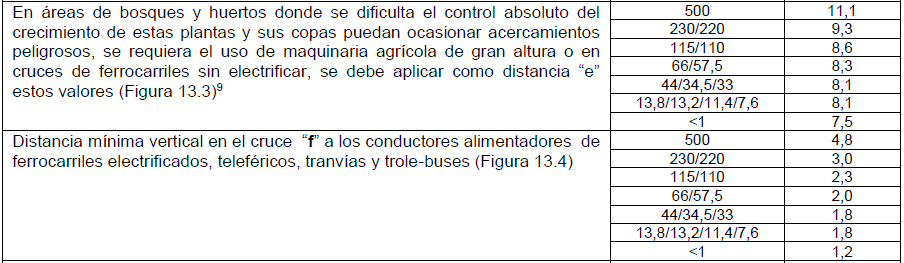 En áreas de bosques y huertos donde se dificulta el control absoluto del
crecimiento de estas plantas y sus copas puedan ocasionar acercamientos
peligrosos, se requiera el uso de maquinaria agrícola de gran altura o en
cruces de ferrocarriles sin electrificar, se debe aplicar como distancia “e”
estos valores (Figura 13.3)⁹
500 11,1
230/220 9,3
115/110 8,6
66/57,5 8,3
44/34,5/33 8,1
13,8/13,2/11,4/7,6 8,1
<1 7,5
Distancia mínima vertical en el cruce “f” a los conductores alimentadores de
ferrocarriles electrificados, teleféricos, tranvías y trole-buses (Figura 13.4)
500 4,8
230/220 3,0
115/110 2,3
66/57,5 2,0
44/34,5/33 1,8
13,8/13,2/11,4/7,6 1,8
<1 1,2